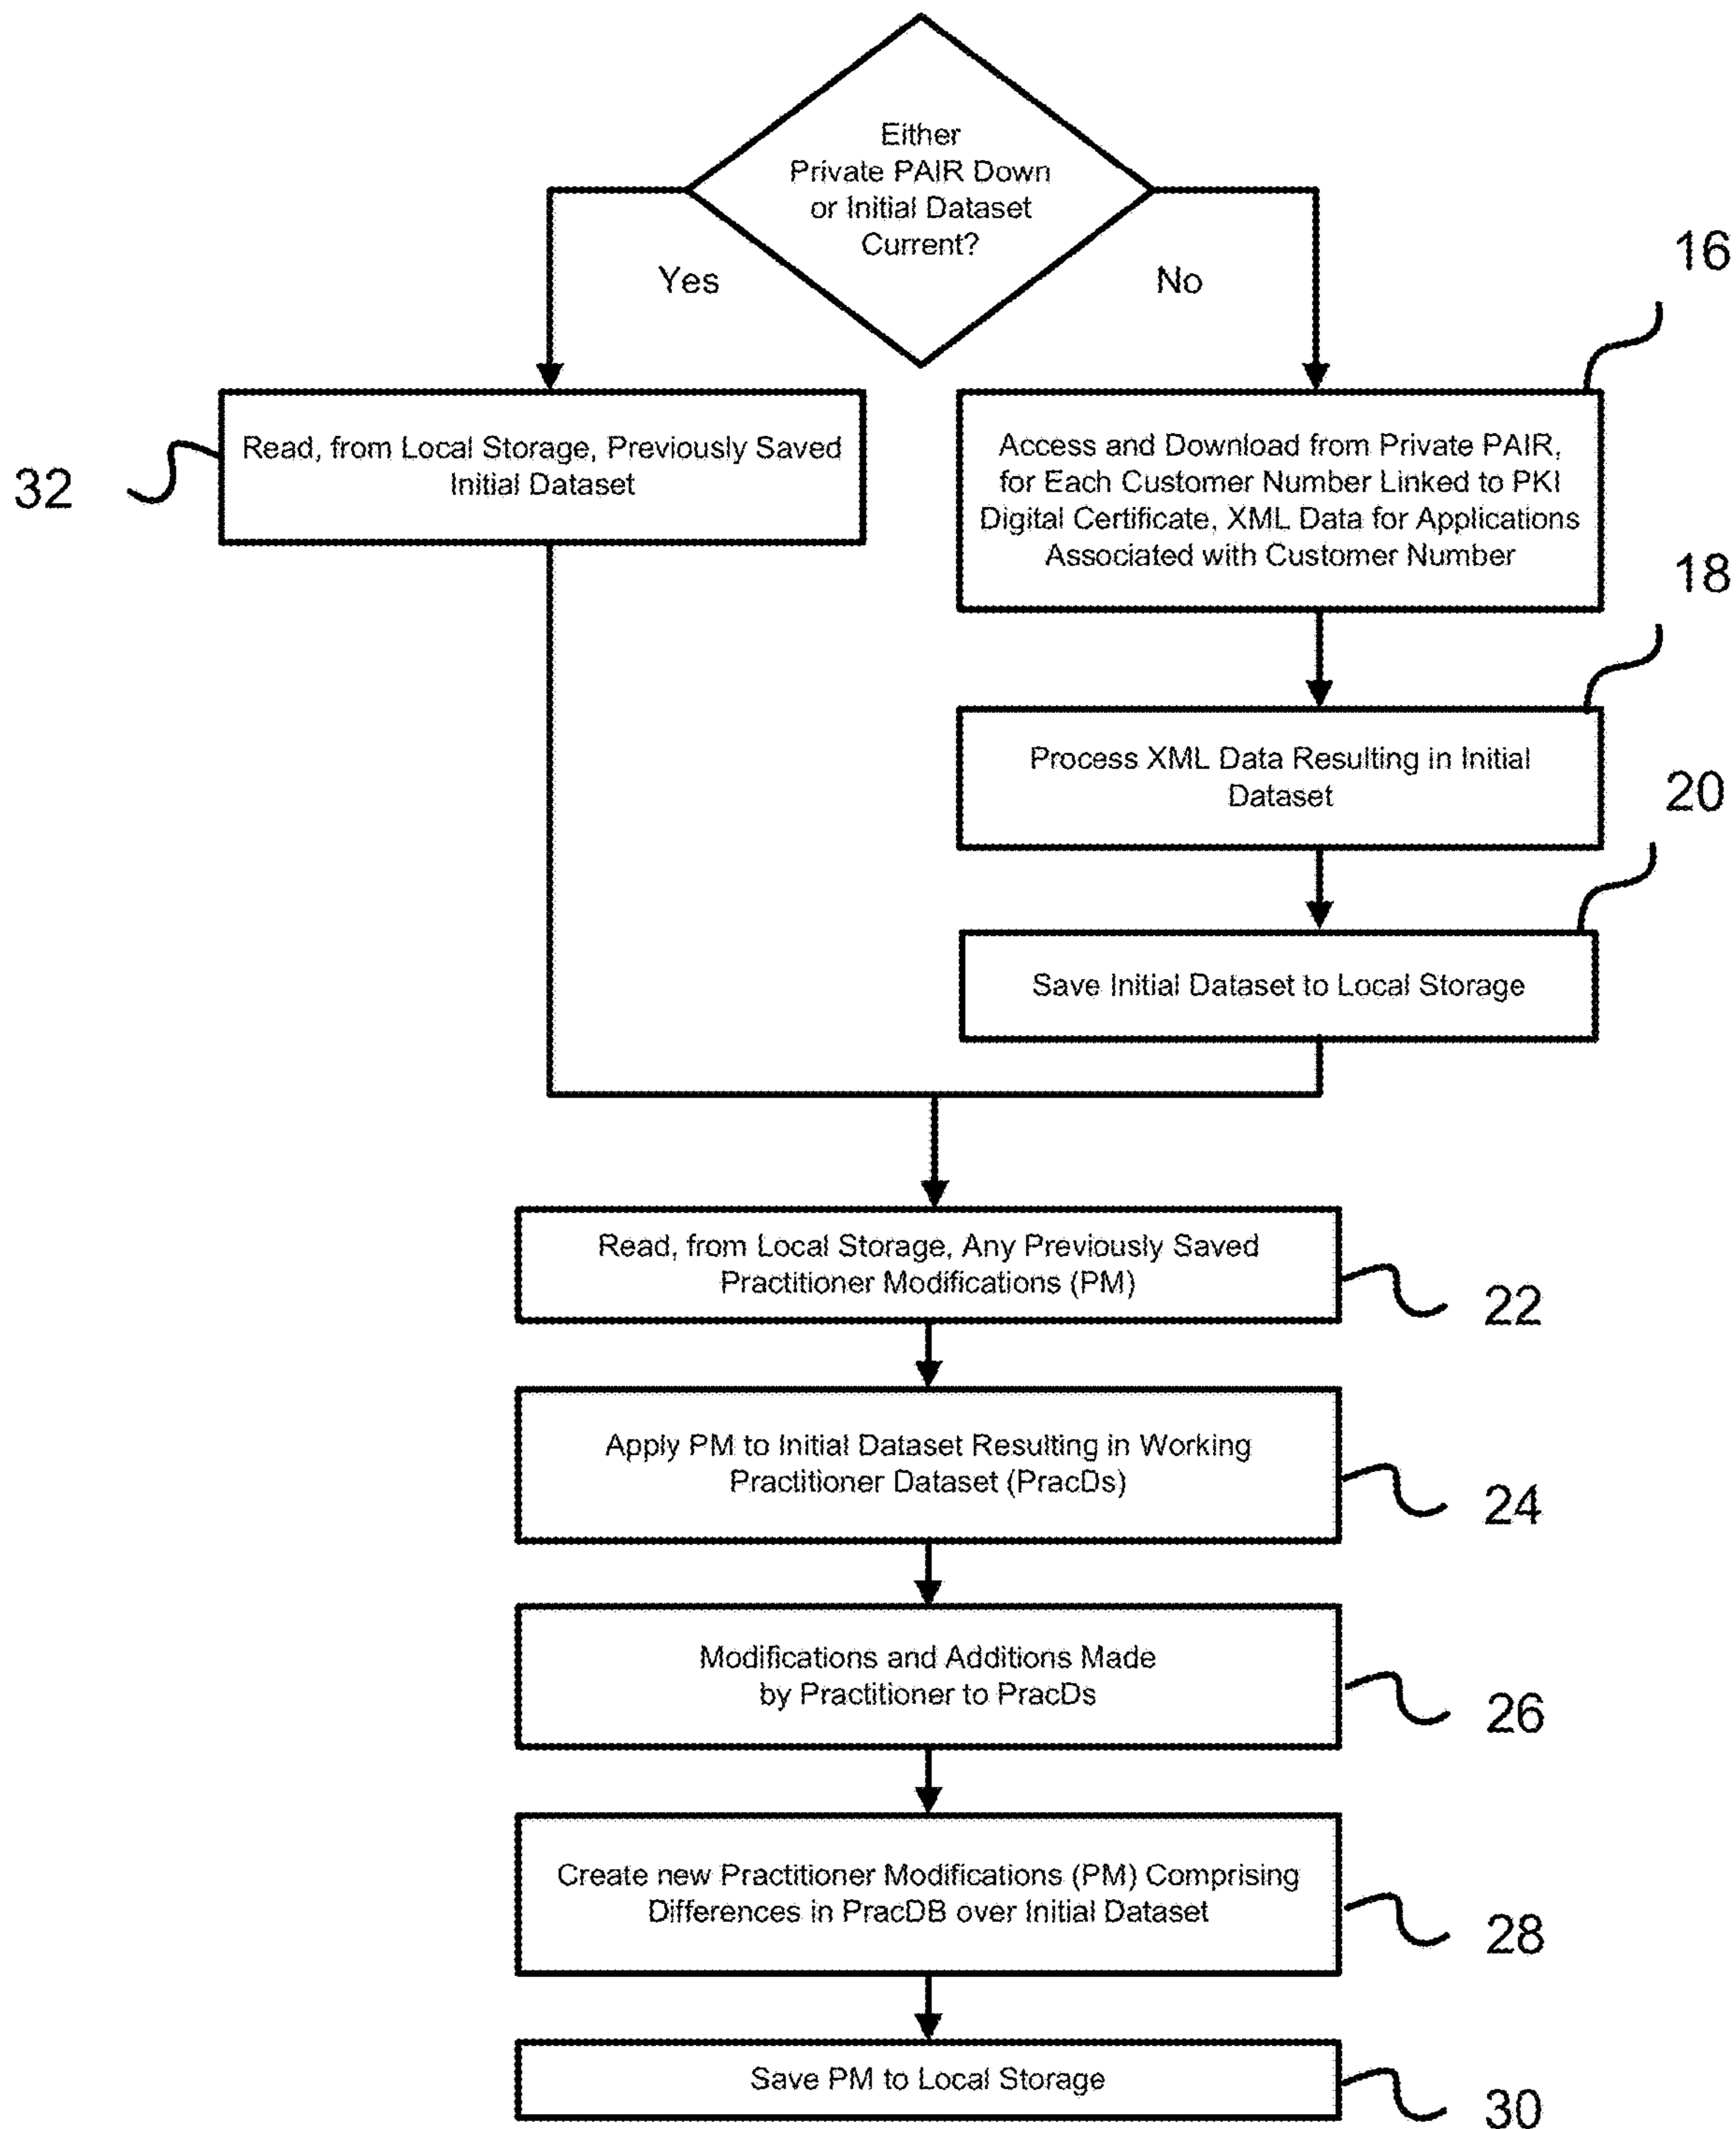 Either
Private PAIR Down
or Initial Dataset
Current?
Yes
No
16
Read, from Local Storage, Previously Saved
Initial Dataset
32
Access and Download from Private PAIR,
for Each Customer Number Linked to PKI
Digital Certificate, XML Data for Applications
Associated with Customer Number
18
Process XML Data Resulting in Initial
Dataset
20
Save Initial Dataset to Local Storage
Read, from Local Storage, Any Previously Saved
Practitioner Modifications (PM)
22
Apply PM to Initial Dataset Resulting in Working
Practitioner Dataset (PracDs)
24
Modifications and Additions Made
by Practitioner to PracDs
26
Create new Practitioner Modifications (PM) Comprising
Differences in PracDB over Initial Dataset
28
Save PM to Local Storage
30